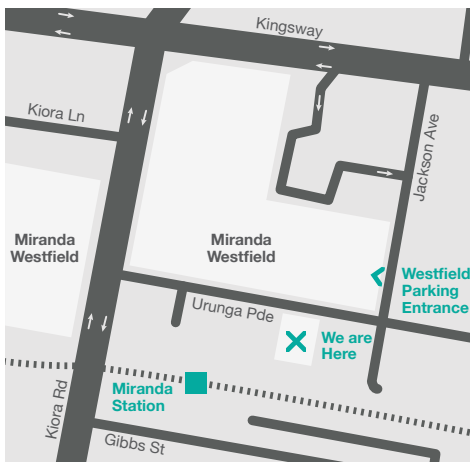 Kingsway
Kiora Ln
Jackson Ave
Miranda
Westfield
Miranda
Westfield
Westfield
Parking
Entrance
Urunga Pde
We are
Here
Miranda
Station
Kiora Rd
Gibbs St